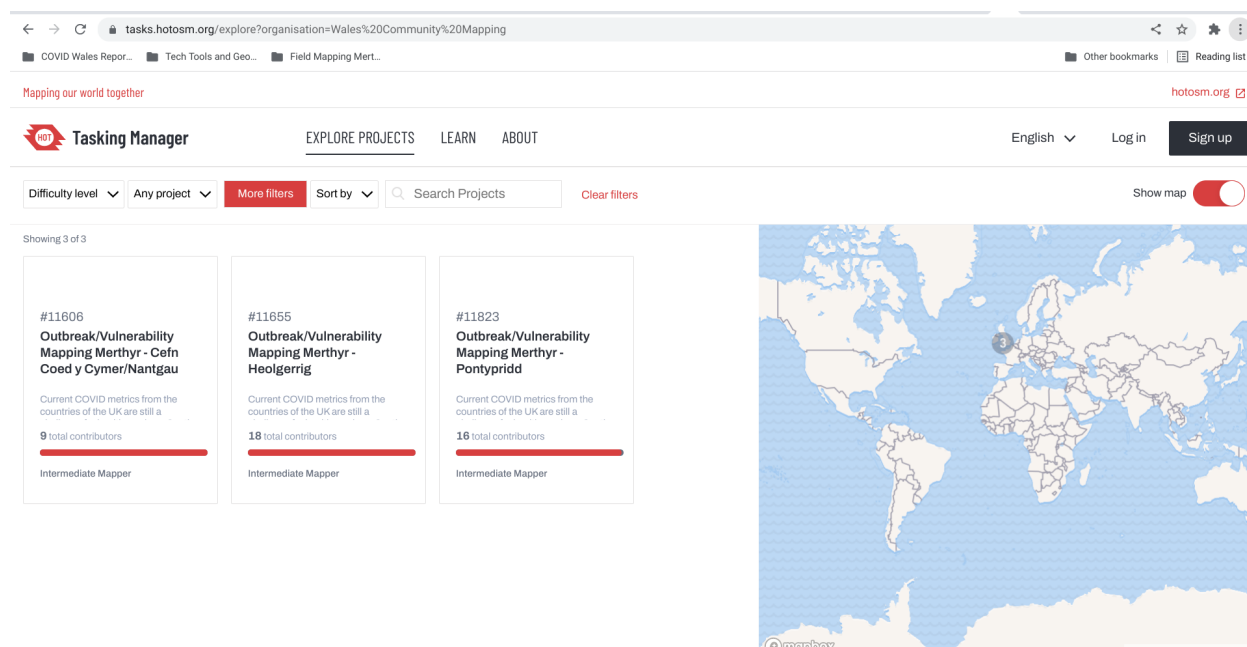 tasks.hotosm.org/explore?organisation=Wales%20Community%20Mapping
COVID Wales Repor... Tech Tools and Geo... Field Mapping Mert... Other bookmarks Reading list
Mapping our world together hotosm.org
HOT Tasking Manager EXPLORE PROJECTS LEARN ABOUT English Log in Sign up
Difficulty level Any project More filters Sort by Search Projects Clear filters Show map
Showing 3 of 3
#11606
Outbreak/Vulnerability
Mapping Merthyr - Cefn
Coed y Cymer/Nantgau
Current COVID metrics from the
countries of the UK are still a
9 total contributors
Intermediate Mapper
#11655
Outbreak/Vulnerability
Mapping Merthyr -
Heolgerrig
Current COVID metrics from the
countries of the UK are still a
18 total contributors
Intermediate Mapper
#11823
Outbreak/Vulnerability
Mapping Merthyr -
Pontypridd
Current COVID metrics from the
countries of the UK are still a
16 total contributors
Intermediate Mapper
3
mapbox